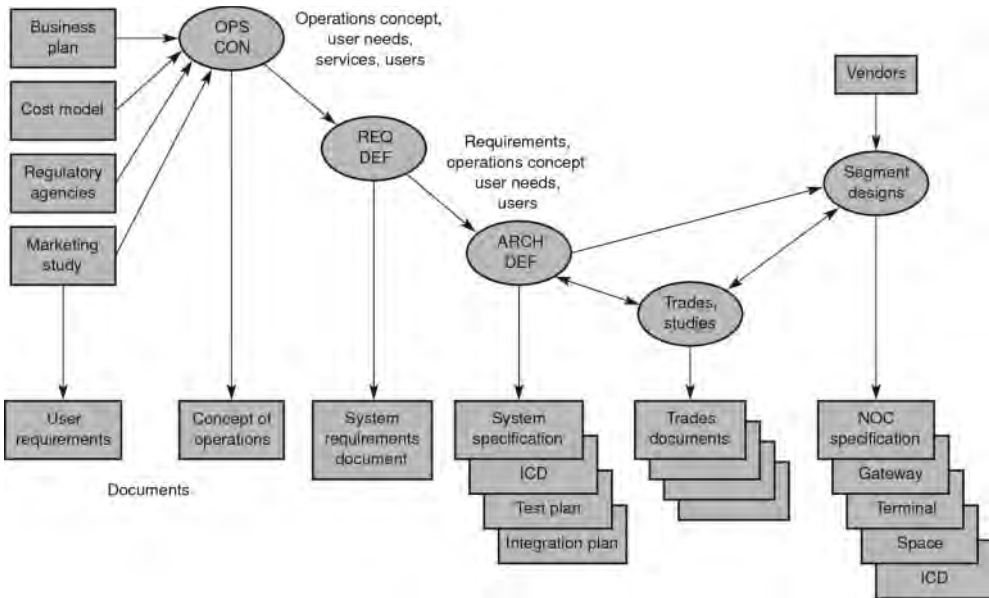 Business
plan
Cost model
Regulatory
agencies
Marketing
study
OPS
CON
Operations concept,
user needs,
services, users
REQ
DEF
Requirements,
operations concept
user needs,
users
ARCH
DEF
Vendors
Segment
designs
Trades,
studies
User
requirements
Concept of
operations
System
requirements
document
System
specification
ICD
Test plan
Integration plan
Trades
documents
NOC
specification
Gateway
Terminal
Space
ICD
Documents